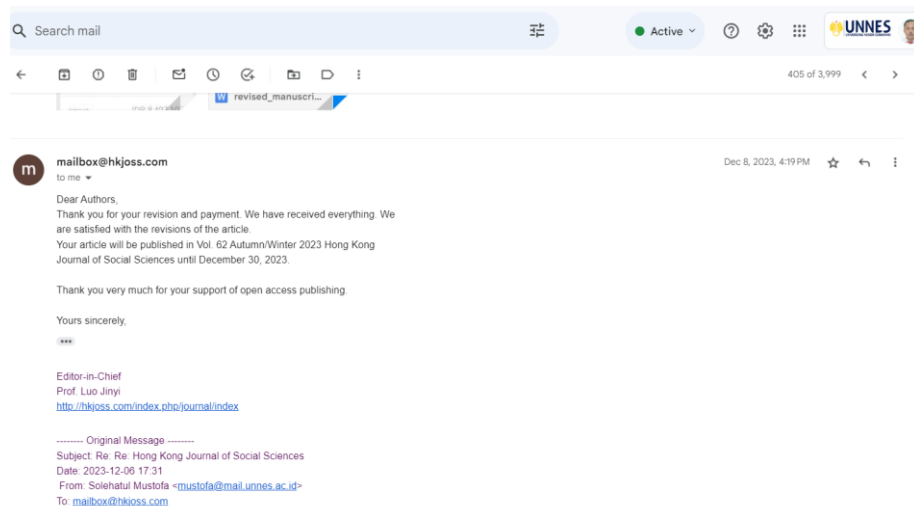 Search mail
Active
UNNES
405 of 3,999
revised_manuscri...
mailbox@hkjoss.com
Dec 8, 2023, 4:19 PM
to me
Dear Authors,
Thank you for your revision and payment. We have received everything. We
are satisfied with the revisions of the article.
Your article will be published in Vol. 62 Autumn/Winter 2023 Hong Kong
Journal of Social Sciences until December 30, 2023.
Thank you very much for your support of open access publishing.
Yours sincerely,
Editor-in-Chief
Prof. Luo Jinyi
http://hkjoss.com/index.php/journal/index
-------- Original Message --------
Subject: Re: Re: Hong Kong Journal of Social Sciences
Date: 2023-12-06 17:31
From: Solehatul Mustofa <mustofa@mail.unnes.ac.id>
To: mailbox@hkjoss.com